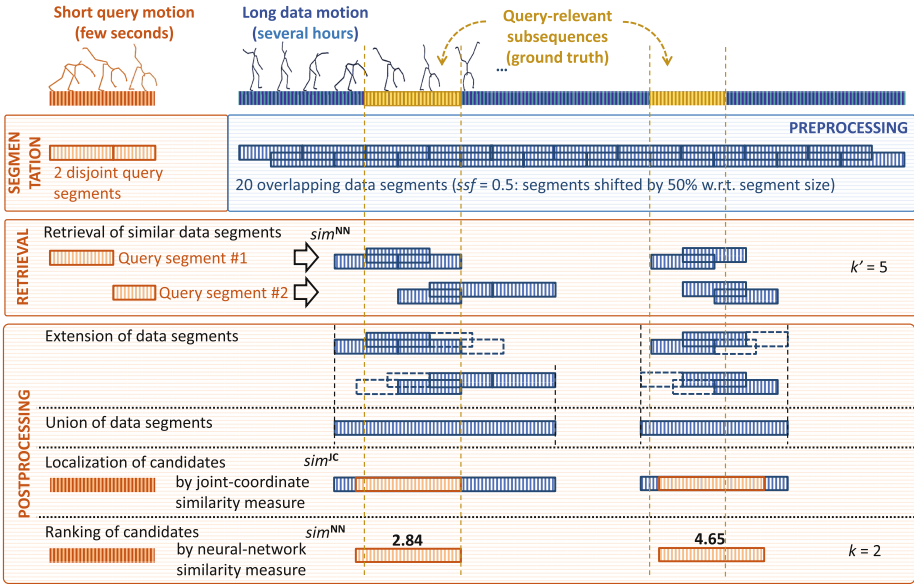 Short query motion
(few seconds)
Long data motion
(several hours)
Query-relevant
subsequences
(ground truth)
...
SEGMEN
TATION
2 disjoint query
segments
PREPROCESSING
20 overlapping data segments (ssf = 0.5: segments shifted by 50% w.r.t. segment size)
RETRIEVAL
Retrieval of similar data segments
simNN
Query segment #1
Query segment #2
k' = 5
POSTPROCESSING
Extension of data segments
Union of data segments
Localization of candidates
simJC
by joint-coordinate
similarity measure
Ranking of candidates
simNN
by neural-network
similarity measure
2.84
4.65
k = 2